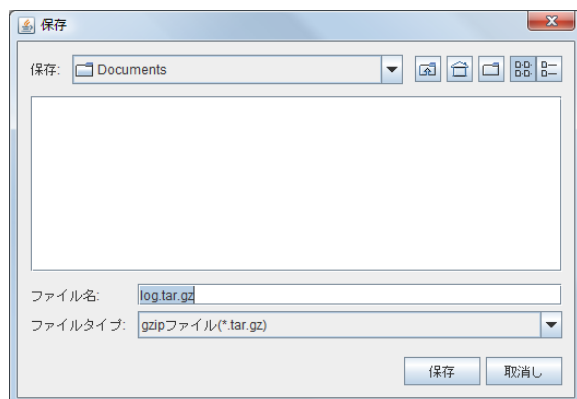 保存
保存: Documents
ファイル名: log.tar.gz
ファイルタイプ: gzipファイル(*.tar.gz)
保存 取消し